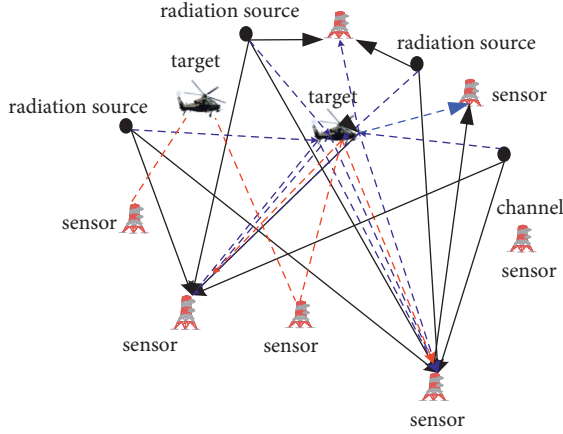 radiation source
radiation source
target
target
sensor
radiation source
sensor
channel
sensor
sensor
sensor
sensor